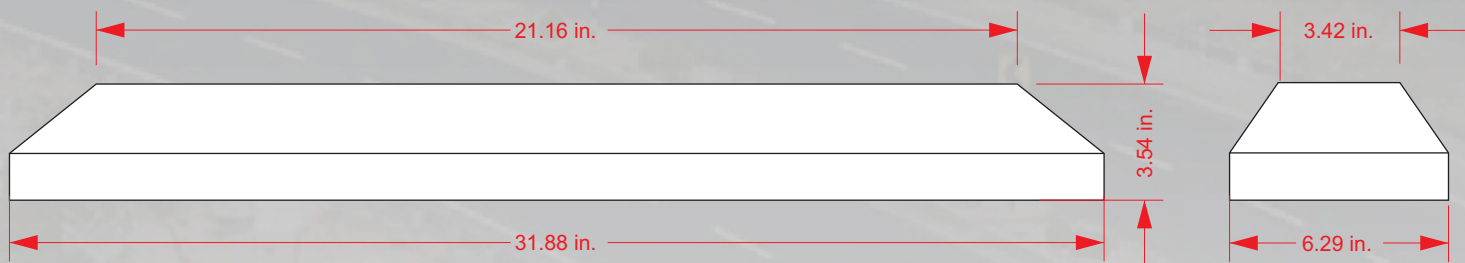 21.16 in.
3.42 in.
3.54 in.
31.88 in.
6.29 in.